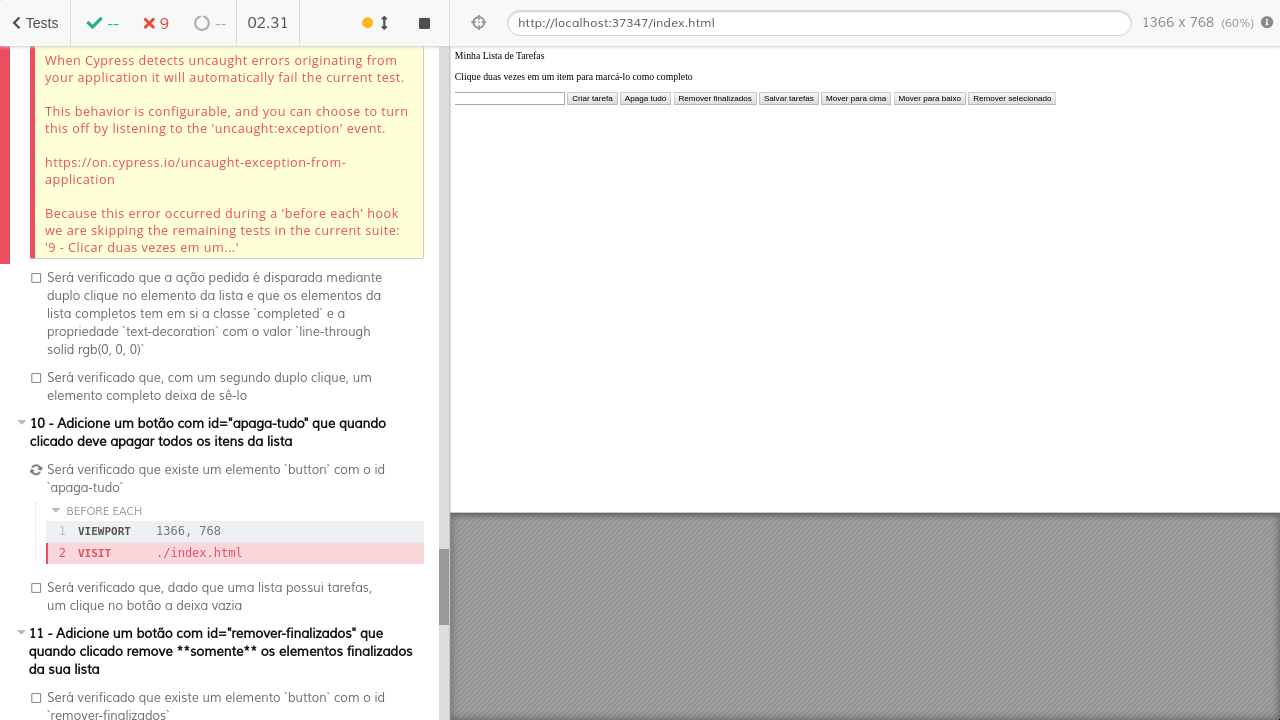 Tests
--
9
--
02.31
http://localhost:37347/index.html
1366 x 768 (60%)
When Cypress detects uncaught errors originating from
your application it will automatically fail the current test.
This behavior is configurable, and you can choose to turn
this off by listening to the 'uncaught:exception' event.
https://on.cypress.io/uncaught-exception-from-
application
Because this error occurred during a 'before each' hook
we are skipping the remaining tests in the current suite:
'9 - Clicar duas vezes em um...'
Será verificado que a ação pedida é disparada mediante
duplo clique no elemento da lista e que os elementos da
lista completos tem em si a classe `completed` e a
propriedade `text-decoration` com o valor `line-through
solid rgb(0, 0, 0)`
Será verificado que, com um segundo duplo clique, um
elemento completo deixa de sê-lo
10 - Adicione um botão com id="apaga-tudo" que quando
clicado deve apagar todos os itens da lista
Será verificado que existe um elemento `button` com o id
`apaga-tudo`
BEFORE EACH
1 VIEWPORT 1366, 768
2 VISIT ./index.html
Será verificado que, dado que uma lista possui tarefas,
um clique no botão a deixa vazia
11 - Adicione um botão com id="remover-finalizados" que
quando clicado remove **somente** os elementos finalizados
da sua lista
Será verificado que existe um elemento `button` com o id
`remover-finalizados`
Minha Lista de Tarefas
Clique duas vezes em um item para marcá-lo como completo
Criar tarefa Apaga tudo Remover finalizados Salvar tarefas Mover para cima Mover para baixo Remover selecionado